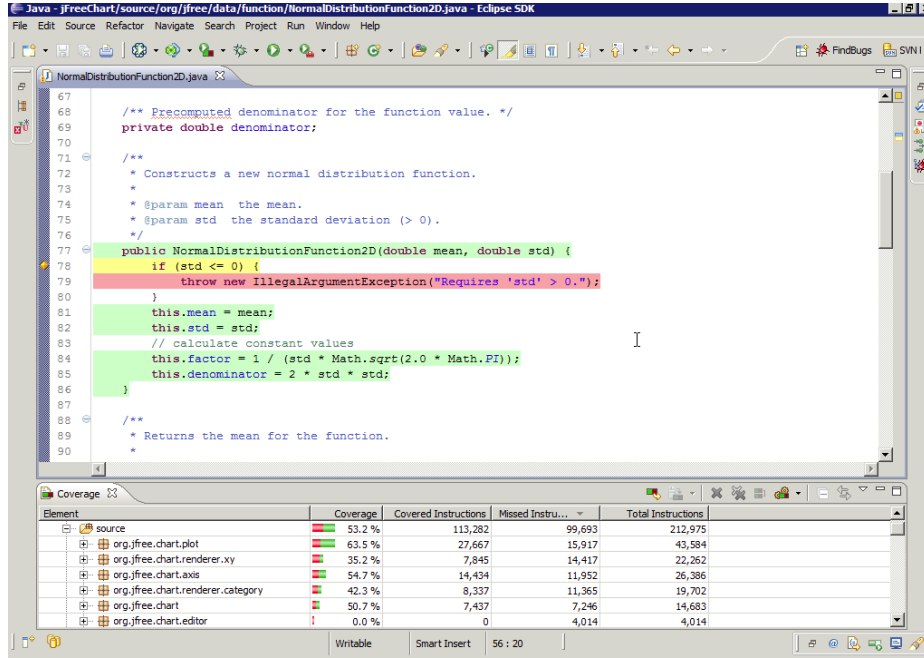 Java - jFreeChart/source/org/jfree/data/function/NormalDistributionFunction2D.java - Eclipse SDK
File Edit Source Refactor Navigate Search Project Run Window Help
FindBugs SVN
NormalDistributionFunction2D.java
67
68 /** Precomputed denominator for the function value. */
69 private double denominator;
70
71 /**
72 * Constructs a new normal distribution function.
73 *
74 * @param mean  the mean.
75 * @param std  the standard deviation (> 0).
76 */
77 public NormalDistributionFunction2D(double mean, double std) {
78 if (std <= 0) {
79 throw new IllegalArgumentException("Requires 'std' > 0.");
80 }
81 this.mean = mean;
82 this.std = std;
83 // calculate constant values
84 this.factor = 1 / (std * Math.sqrt(2.0 * Math.PI));
85 this.denominator = 2 * std * std;
86 }
87
88 /**
89 * Returns the mean for the function.
90 *
Coverage
Element Coverage Covered Instructions Missed Instru... Total Instructions
source 53.2 % 113,282 99,693 212,975
org.jfree.chart.plot 63.5 % 27,667 15,917 43,584
org.jfree.chart.renderer.xy 35.2 % 7,845 14,417 22,262
org.jfree.chart.axis 54.7 % 14,434 11,952 26,386
org.jfree.chart.renderer.category 42.3 % 8,337 11,365 19,702
org.jfree.chart 50.7 % 7,437 7,246 14,683
org.jfree.chart.editor 0.0 % 0 4,014 4,014
Writable Smart Insert 56 : 20